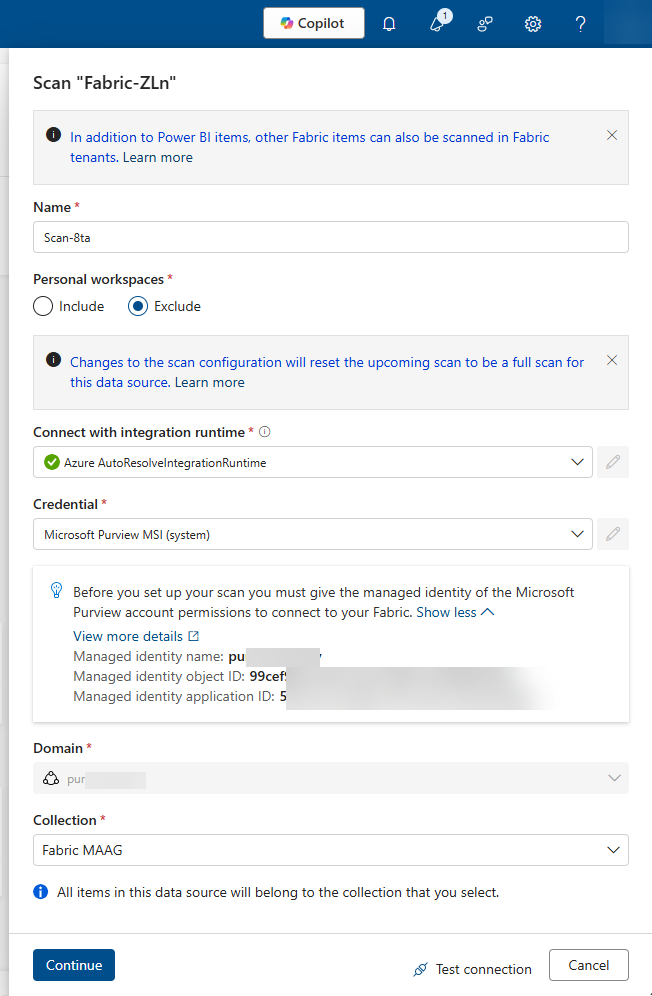 Copilot
1
Scan "Fabric-ZLn"
In addition to Power BI items, other Fabric items can also be scanned in Fabric
tenants. Learn more
Name *
Scan-8ta
Personal workspaces *
Include Exclude
Changes to the scan configuration will reset the upcoming scan to be a full scan for
this data source. Learn more
Connect with integration runtime *
Azure AutoResolveIntegrationRuntime
Credential *
Microsoft Purview MSI (system)
Before you set up your scan you must give the managed identity of the Microsoft
Purview account permissions to connect to your Fabric. Show less
View more details
Managed identity name: pu
Managed identity object ID: 99cef
Managed identity application ID: 5
Domain *
pur
Collection *
Fabric MAAG
All items in this data source will belong to the collection that you select.
Continue Test connection Cancel